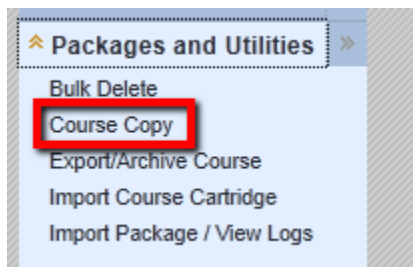 Packages and Utilities
Bulk Delete
Course Copy
Export/Archive Course
Import Course Cartridge
Import Package / View Logs